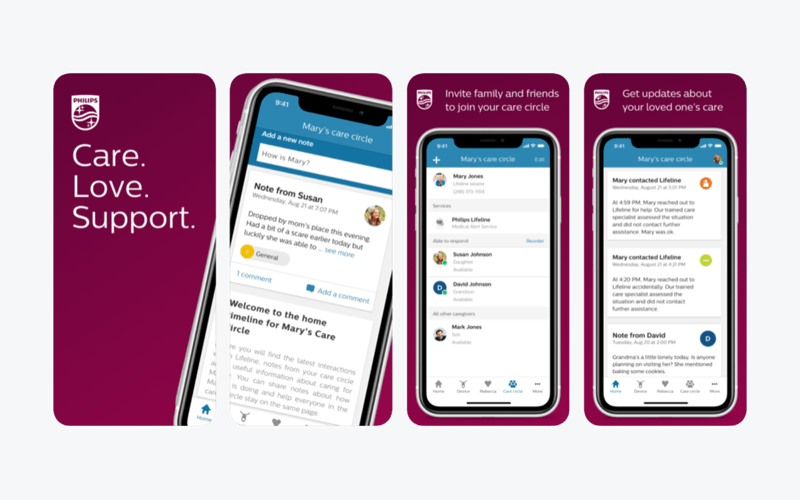 PHILIPS
Care.
Love.
Support.
9:41
Mary's care circle
Add a new note
How is Mary?
Note from Susan
Wednesday, Aug 21 at 7:07 PM
Dropped by mom's place this evening.
Had a bit of a scare earlier today but
luckily she was able to ... see more
General
1 comment
Add a comment
Welcome to the home
timeline for Mary's Care
Circle
you will find the latest interactions
Lifeline, notes from your care circle
useful information about caring for
You can share notes about how
is doing and help everyone in the
circle stay on the same page.
Home
PHILIPS
Invite family and friends
to join your care circle
9:41
Mary's care circle
Edit
Mary Jones
Lifeline wearer
Services
Philips Lifeline
Medical Alert Service
Able to respond
Reorder
Susan Johnson
Daughter
Available
D
David Johnson
Grandson
Available
All other caregivers
Mark Jones
Son
Available
Home
Device
Rebecca
Care circle
More
PHILIPS
Get updates about
your loved one's care
9:41
Mary's care circle
Mary contacted Lifeline
Wednesday, August 21 at 5:01 PM
At 4:59 PM, Mary reached out to
Lifeline for help. Our trained care
specialist assessed the situation
and did not contact further
assistance. Mary was ok.
Mary contacted Lifeline
Wednesday, August 21 at 4:21 PM
At 4:20 PM, Mary reached out to
Lifeline accidentally. Our trained
care specialist assessed the
situation and did not contact
further assistance.
Note from David
D
Tuesday, Aug 20 at 2:00 PM
Grandma's a little lonely today. Is anyone
planning on visiting her? She mentioned
baking some cookies.
Home
Device
Rebecca
Care circle
More